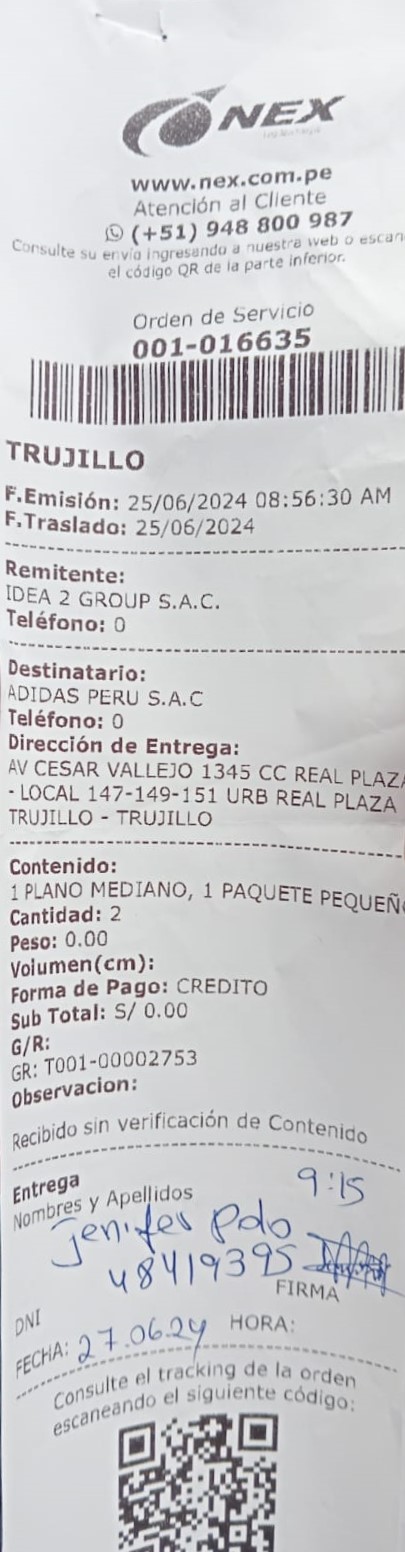 NEX
www.nex.com.pe
Atención al Cliente
(+51) 948 800 987
Consulte su envío ingresando a nuestra web o escan
el código QR de la parte inferior.
Orden de Servicio
001-016635
TRUJILLO
F.Emisión: 25/06/2024 08:56:30 AM
F.Traslado: 25/06/2024
Remitente:
IDEA 2 GROUP S.A.C.
Teléfono: 0
Destinatario:
ADIDAS PERU S.A.C
Teléfono: 0
Dirección de Entrega:
AV CESAR VALLEJO 1345 CC REAL PLAZA
- LOCAL 147-149-151 URB REAL PLAZA
TRUJILLO - TRUJILLO
Contenido:
1 PLANO MEDIANO, 1 PAQUETE PEQUEÑO
Cantidad: 2
Peso: 0.00
Volumen(cm):
Forma de Pago: CREDITO
Sub Total: S/ 0.00
G/R:
GR: T001-00002753
Observacion:
Recibido sin verificación de Contenido
Entrega 9:15
Nombres y Apellidos
Jenifer Polo
48419395
FIRMA
DNI
FECHA: 27.06.24 HORA:
Consulte el tracking de la orden
escaneando el siguiente código: